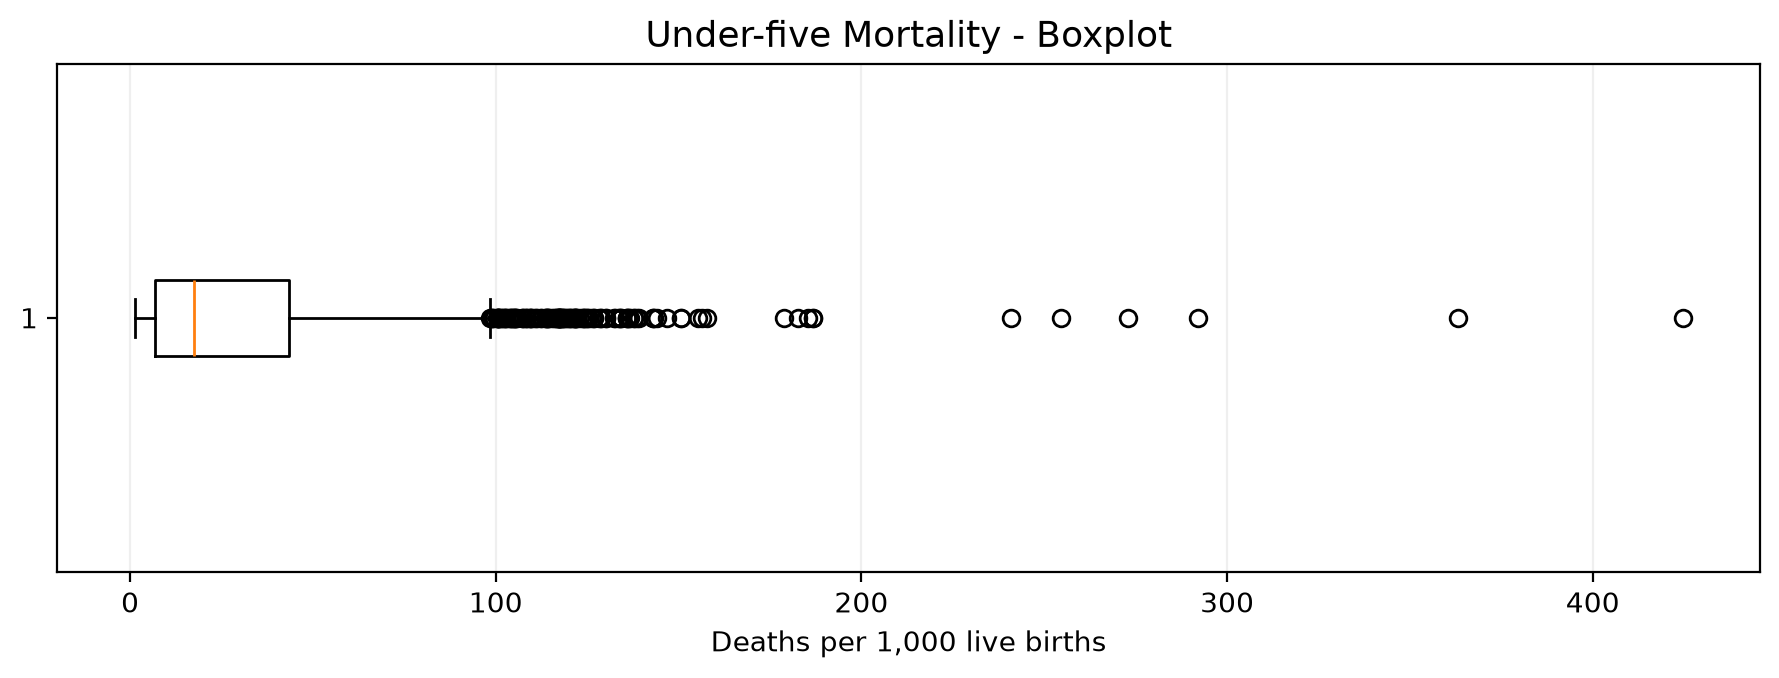 Under-five Mortality - Boxplot
1
0 100 200 300 400
Deaths per 1,000 live births